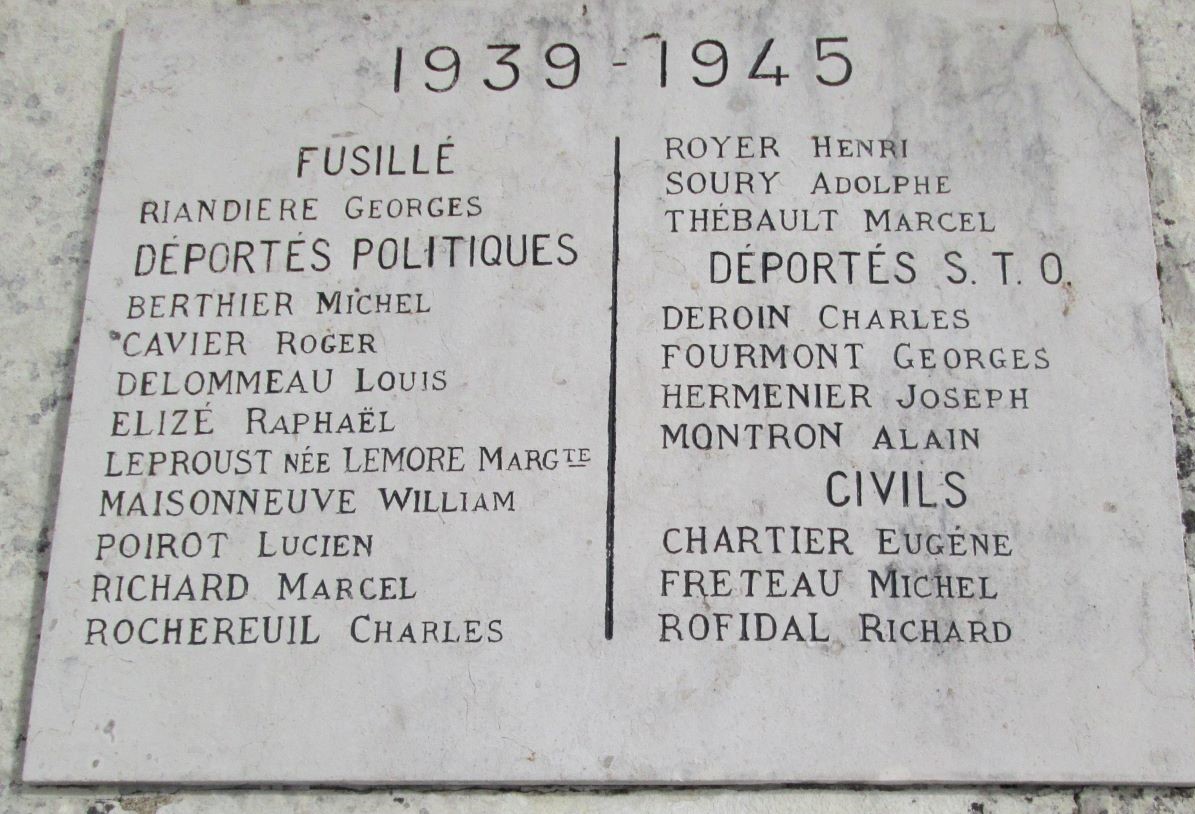 1939 - 1945
FUSILLÉ
RIANDIERE GEORGES
DÉPORTÉS POLITIQUES
BERTHIER MICHEL
CAVIER ROGER
DELOMMEAU LOUIS
ELIZÉ RAPHAËL
LEPROUST NÉE LEMORE MARGTE
MAISONNEUVE WILLIAM
POIROT LUCIEN
RICHARD MARCEL
ROCHEREUIL CHARLES
ROYER HENRI
SOURY ADOLPHE
THÉBAULT MARCEL
DÉPORTÉS S. T. O.
DEROIN CHARLES
FOURMONT GEORGES
HERMENIER JOSEPH
MONTRON ALAIN
CIVILS
CHARTIER EUGÉNE
FRETEAU MICHEL
ROFIDAL RICHARD